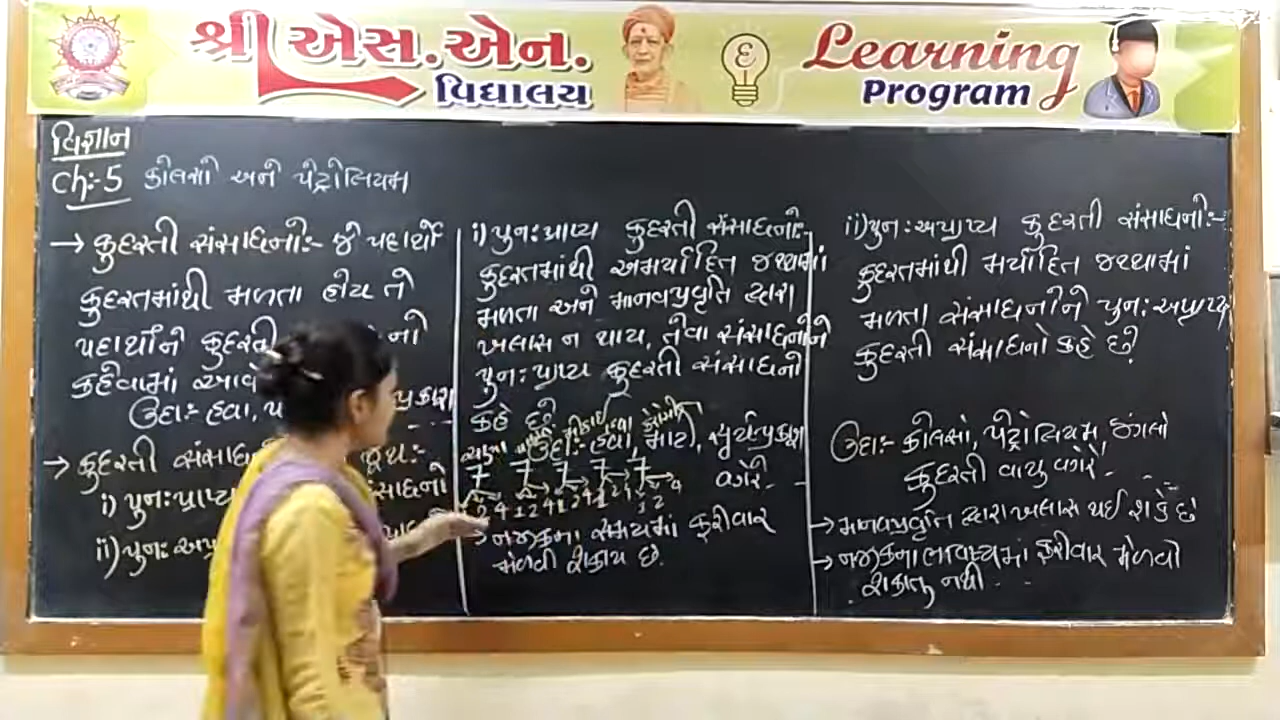 શ્રી એસ.એન.
વિદ્યાલય
Learning
Program
વિજ્ઞાન
Ch:-5 કોલસો અને પેટ્રોલિયમ
→ કુદરતી સંસાધનો:- જે પદાર્થો
કુદરતમાંથી મળતા હોય તે
પદાર્થોને કુદરતી નો
કહેવામાં આવે
ઉદા:- હવા, પ્રકાશ
→ કુદરતી
i) પુન:પ્રાપ્ય
ii) પુન:
i) પુન:પ્રાપ્ય કુદરતી સંસાધનો:-
કુદરતમાંથી અમર્યાદિત જથ્થામાં
મળતા અને માનવપ્રવૃતિ દ્વારા
ખલાસ ન થાય, તેવા સંસાધનોને
પુન:પ્રાપ્ય કુદરતી સંસાધનો
કહે છે
ઉદા:- હવા, માટી, સૂર્યપ્રકાશ
વગેરે - -
→ નજીકના સમયમાં ફરીવાર
મેળવી શકાય છે.
ii) પુન:અપ્રાપ્ય કુદરતી સંસાધનો:-
કુદરતમાંથી મર્યાદિત જથ્થામાં
મળતા સંસાધનોને પુન:અપ્રાપ્ય
કુદરતી સંસાધનો કહે છે
ઉદા:- કોલસો, પેટ્રોલિયમ, જંગલો
કુદરતી વાયુ વગેરે
→ માનવપ્રવૃતિ દ્વારા ખલાસ થઈ શકે છે
→ નજીકના ભવિષ્યમાં ફરીવાર મેળવી
શકાતુ નથી.